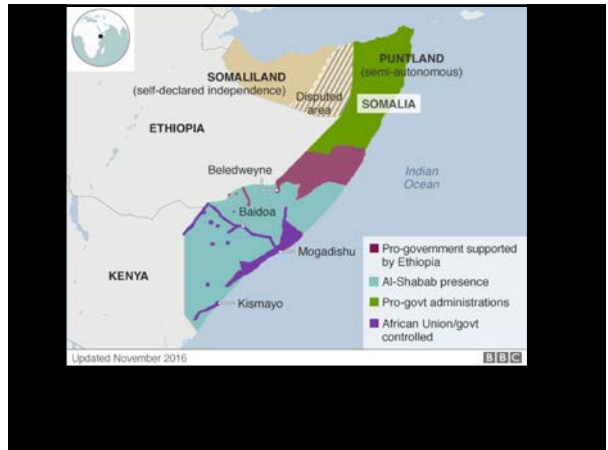 PUNTLAND
(semi-autonomous)
SOMALILAND
(self-declared independence)
Disputed
area
SOMALIA
ETHIOPIA
Beledweyne
Indian
Ocean
Baidoa
Mogadishu
KENYA
Kismayo
Pro-government supported
by Ethiopia
Al-Shabab presence
Pro-govt administrations
African Union/govt
controlled
Updated November 2016
BBC